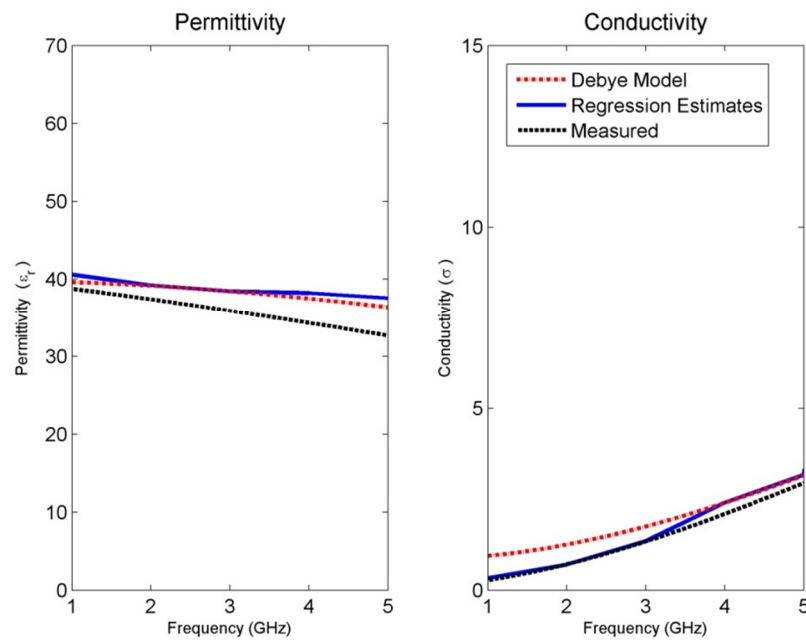 Permittivity
70
60
50
40
30
20
10
0
Permittivity (εr)
1 2 3 4 5
Frequency (GHz)
Conductivity
15
10
5
0
Conductivity (σ)
1 2 3 4 5
Frequency (GHz)
Debye Model
Regression Estimates
Measured